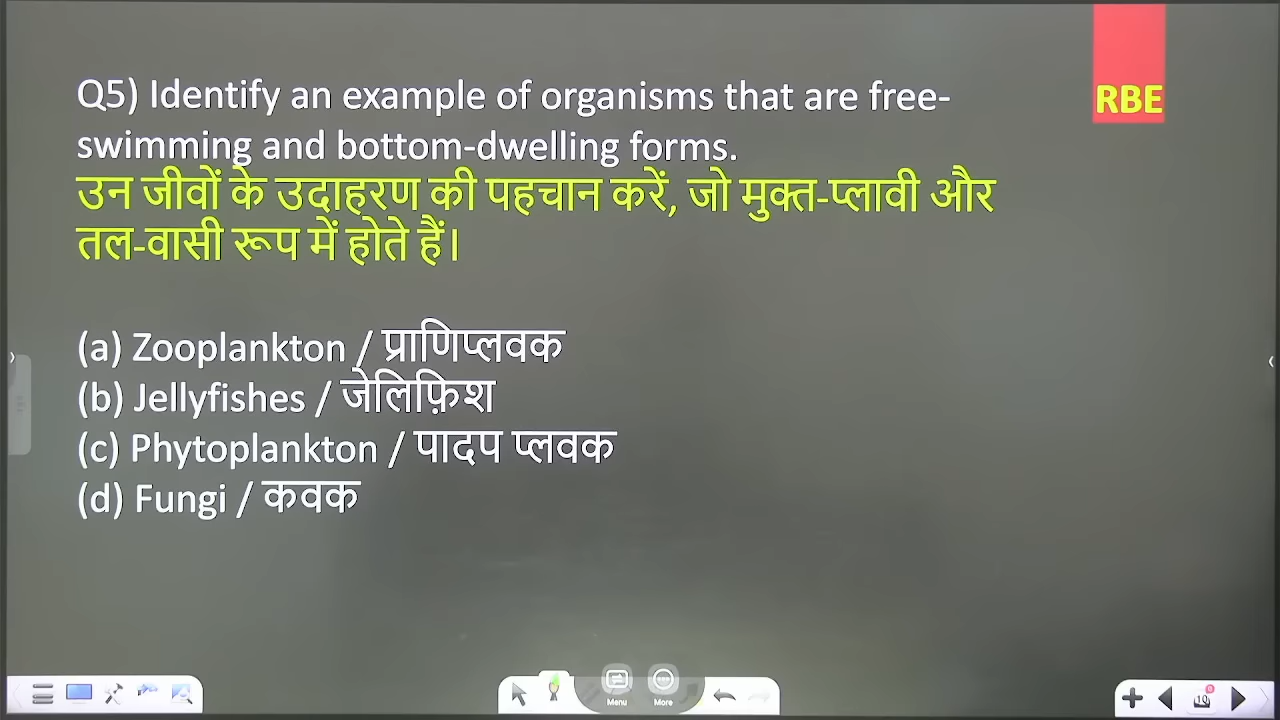 Q5) Identify an example of organisms that are free-
swimming and bottom-dwelling forms.
उन जीवों के उदाहरण की पहचान करें, जो मुक्त-प्लावी और
तल-वासी रूप में होते हैं।
RBE
(a) Zooplankton / प्राणिप्लवक
(b) Jellyfishes / जेलिफ़िश
(c) Phytoplankton / पादप प्लवक
(d) Fungi / कवक
Menu
More